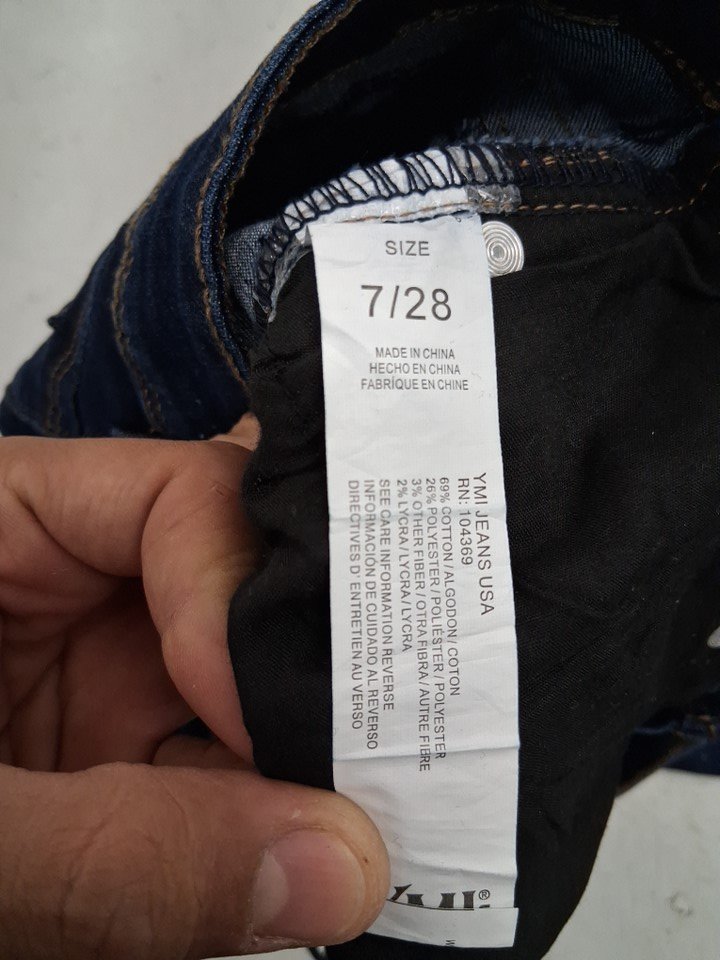 SIZE
7/28
MADE IN CHINA
HECHO EN CHINA
FABRIQUE EN CHINE
YMI JEANS USA
RN: 104369
69% COTTON / ALGODON / COTON
26% POLYESTER / POLIÉSTER / POLYESTER
3% OTHER FIBER / OTRA FIBRA / AUTRE FIBRE
2% LYCRA / LYCRA / LYCRA
SEE CARE INFORMATION REVERSE
INFORMACIÓN DE CUIDADO AL REVERSO
DIRECTIVES D' ENTRETIEN AU VERSO